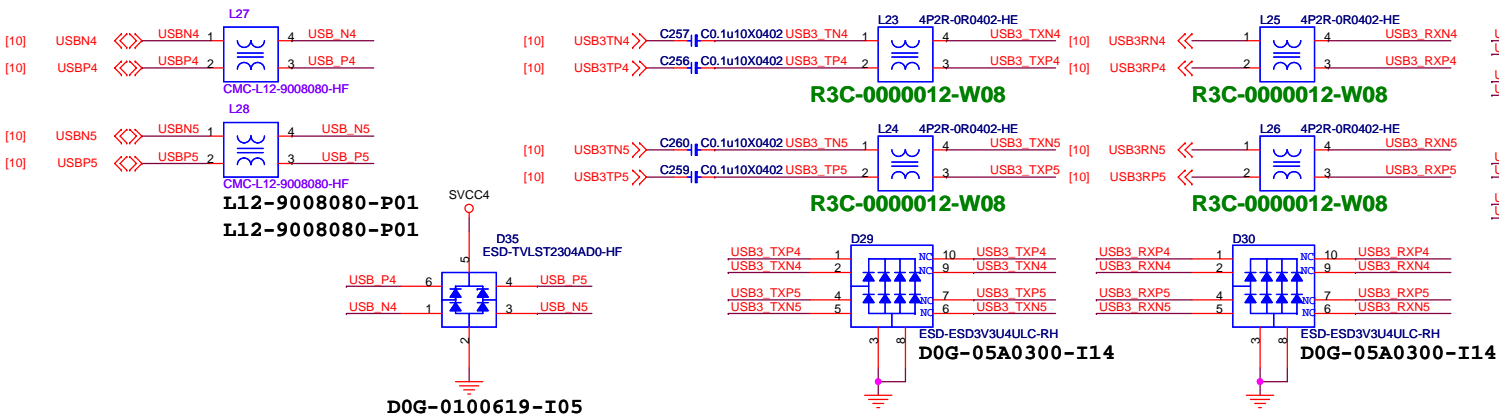 L27
[10] USBN4 USBN4 1 4 USB_N4
[10] USBP4 USBP4 2 3 USB_P4
CMC-L12-9008080-HF
L28
[10] USBN5 USBN5 1 4 USB_N5
[10] USBP5 USBP5 2 3 USB_P5
CMC-L12-9008080-HF
L12-9008080-P01
L12-9008080-P01
L23 4P2R-0R0402-HE
[10] USB3TN4 C257 C0.1u10X0402 USB3_TN4 1 4 USB3_TXN4
[10] USB3TP4 C256 C0.1u10X0402 USB3_TP4 2 3 USB3_TXP4
R3C-0000012-W08
L25 4P2R-0R0402-HE
[10] USB3RN4 1 4 USB3_RXN4
[10] USB3RP4 2 3 USB3_RXP4
R3C-0000012-W08
L24 4P2R-0R0402-HE
[10] USB3TN5 C260 C0.1u10X0402 USB3_TN5 1 4 USB3_TXN5
[10] USB3TP5 C259 C0.1u10X0402 USB3_TP5 2 3 USB3_TXP5
R3C-0000012-W08
L26 4P2R-0R0402-HE
[10] USB3RN5 1 4 USB3_RXN5
[10] USB3RP5 2 3 USB3_RXP5
R3C-0000012-W08
SVCC4
D35
ESD-TVLST2304AD0-HF
5
USB_P4 6 4 USB_P5
USB_N4 1 3 USB_N5
2
D0G-0100619-I05
D29
USB3_TXP4 1 NC 10 USB3_TXP4
USB3_TXN4 2 NC 9 USB3_TXN4
USB3_TXP5 4 NC 7 USB3_TXP5
USB3_TXN5 5 NC 6 USB3_TXN5
3 8
ESD-ESD3V3U4ULC-RH
D0G-05A0300-I14
D30
USB3_RXP4 1 NC 10 USB3_RXP4
USB3_RXN4 2 NC 9 USB3_RXN4
USB3_RXP5 4 NC 7 USB3_RXP5
USB3_RXN5 5 NC 6 USB3_RXN5
3 8
ESD-ESD3V3U4ULC-RH
D0G-05A0300-I14